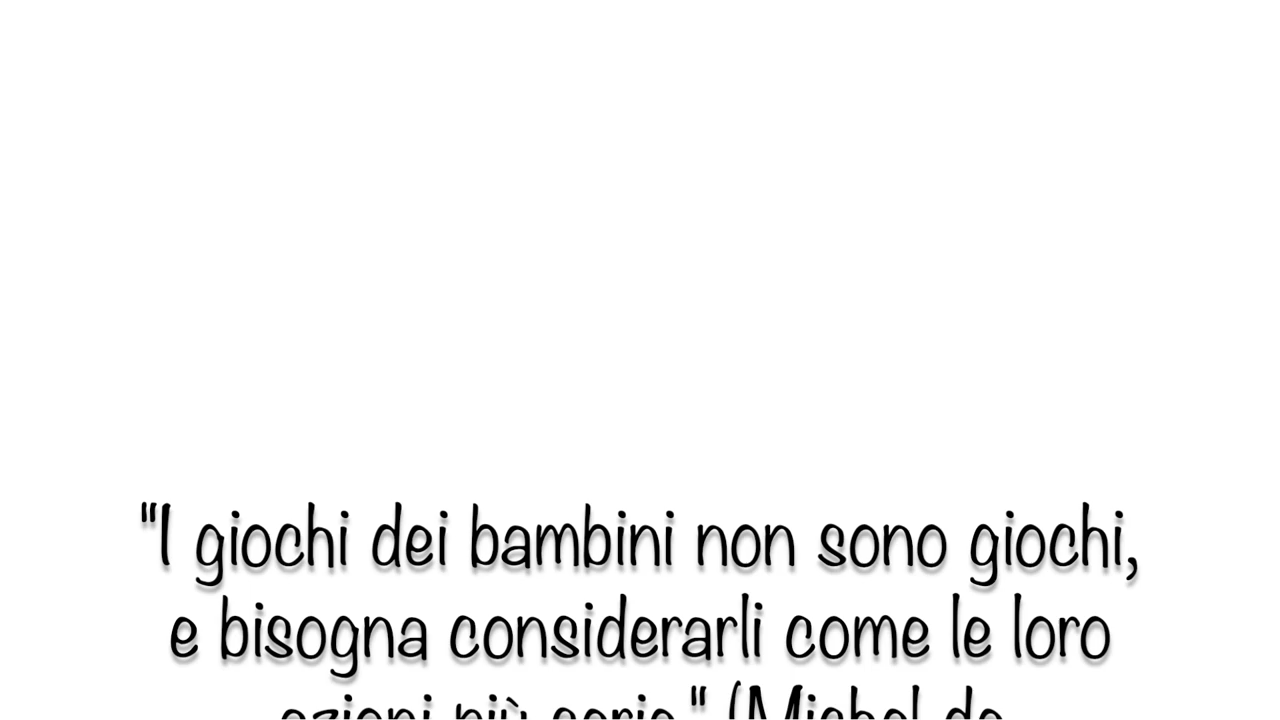 "I giochi dei bambini non sono giochi,
e bisogna considerarli come le loro
azioni più serie." (Michel de